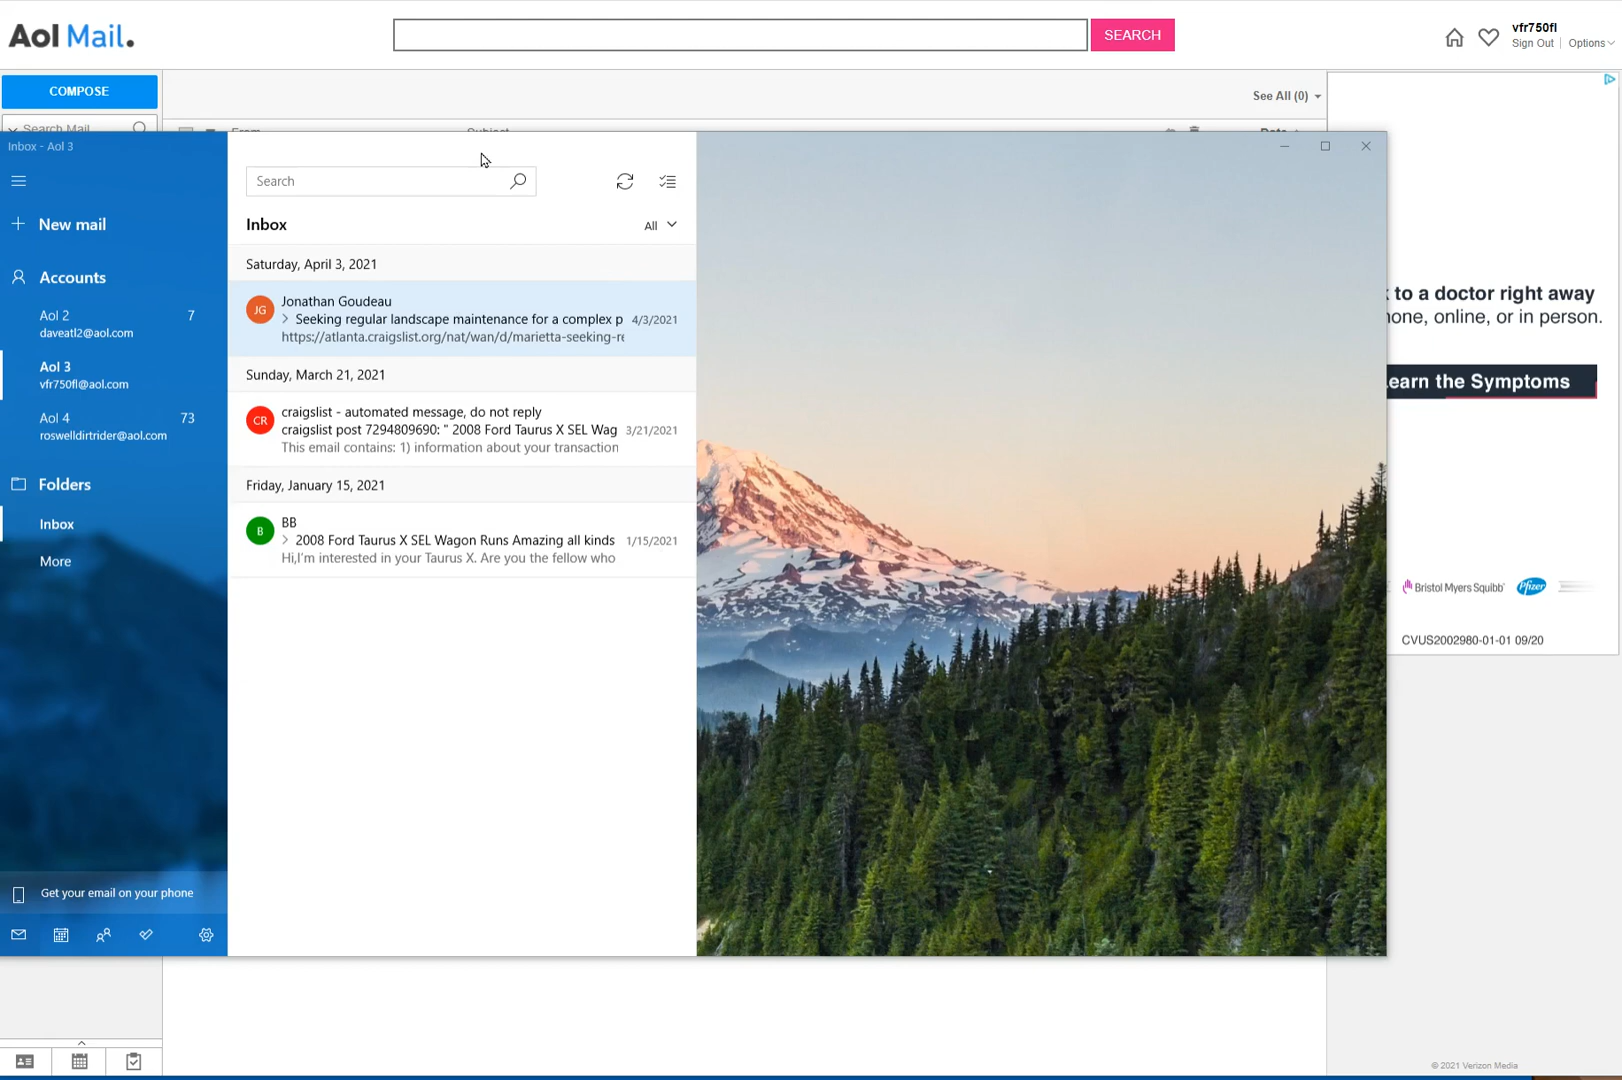 Aol Mail.
SEARCH
vfr750fl
Sign Out | Options
COMPOSE
See All (0)
Search Mail
From
Subject
Date
Inbox - Aol 3
New mail
Accounts
Aol 2 7
daveatl2@aol.com
Aol 3
vfr750fl@aol.com
Aol 4 73
roswelldirtrider@aol.com
Folders
Inbox
More
Get your email on your phone
Search
Inbox
All
Saturday, April 3, 2021
JG
Jonathan Goudeau
Seeking regular landscape maintenance for a complex p 4/3/2021
https://atlanta.craigslist.org/nat/wan/d/marietta-seeking-re
Sunday, March 21, 2021
CR
craigslist - automated message, do not reply
craigslist post 7294809690: " 2008 Ford Taurus X SEL Wag 3/21/2021
This email contains: 1) information about your transaction
Friday, January 15, 2021
B
BB
2008 Ford Taurus X SEL Wagon Runs Amazing all kinds 1/15/2021
Hi,I'm interested in your Taurus X. Are you the fellow who
to a doctor right away
hone, online, or in person.
earn the Symptoms
Bristol Myers Squibb
Pfizer
CVUS2002980-01-01 09/20
© 2021 Verizon Media